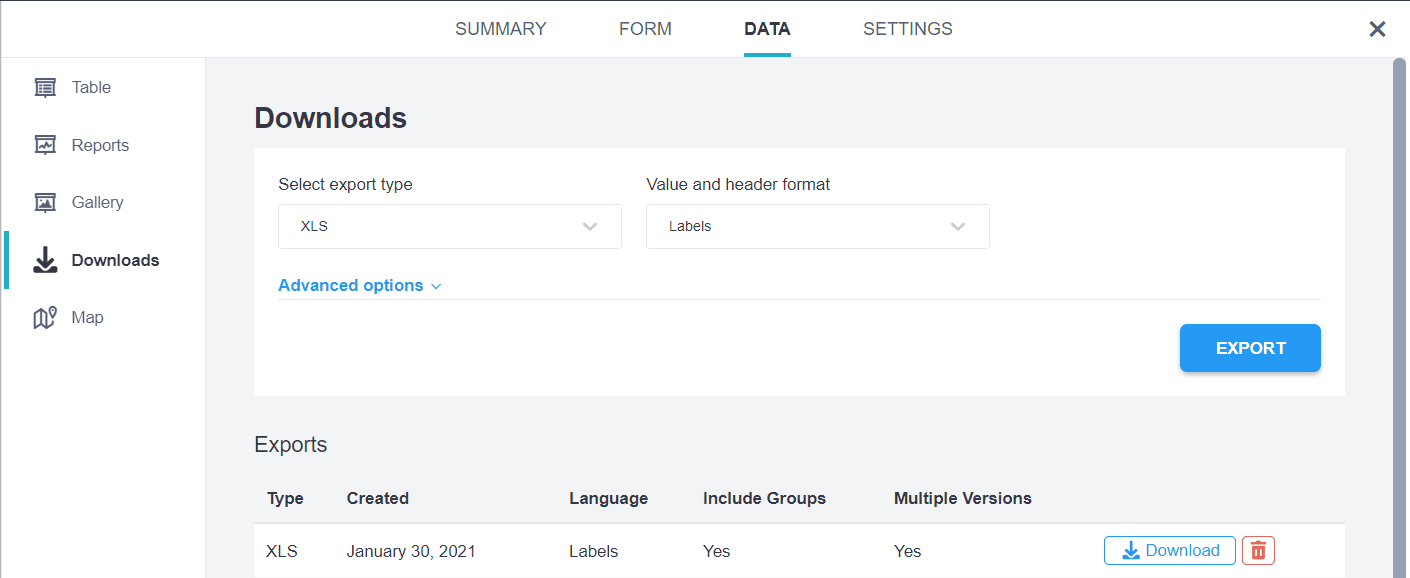 SUMMARY FORM DATA SETTINGS
Table
Reports
Gallery
Downloads
Map
Downloads
Select export type Value and header format
XLS Labels
Advanced options
EXPORT
Exports
Type Created Language Include Groups Multiple Versions
XLS January 30, 2021 Labels Yes Yes Download